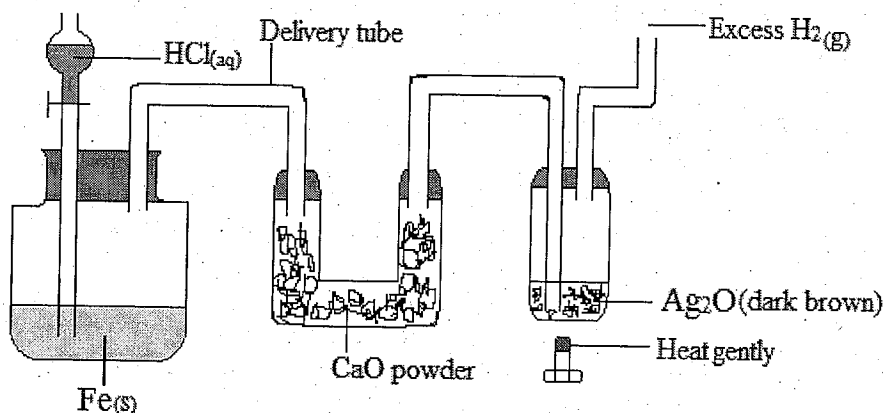 Delivery tube
Excess H₂(g)
HCl(aq)
Ag₂O(dark brown)
Heat gently
CaO powder
Fe(s)